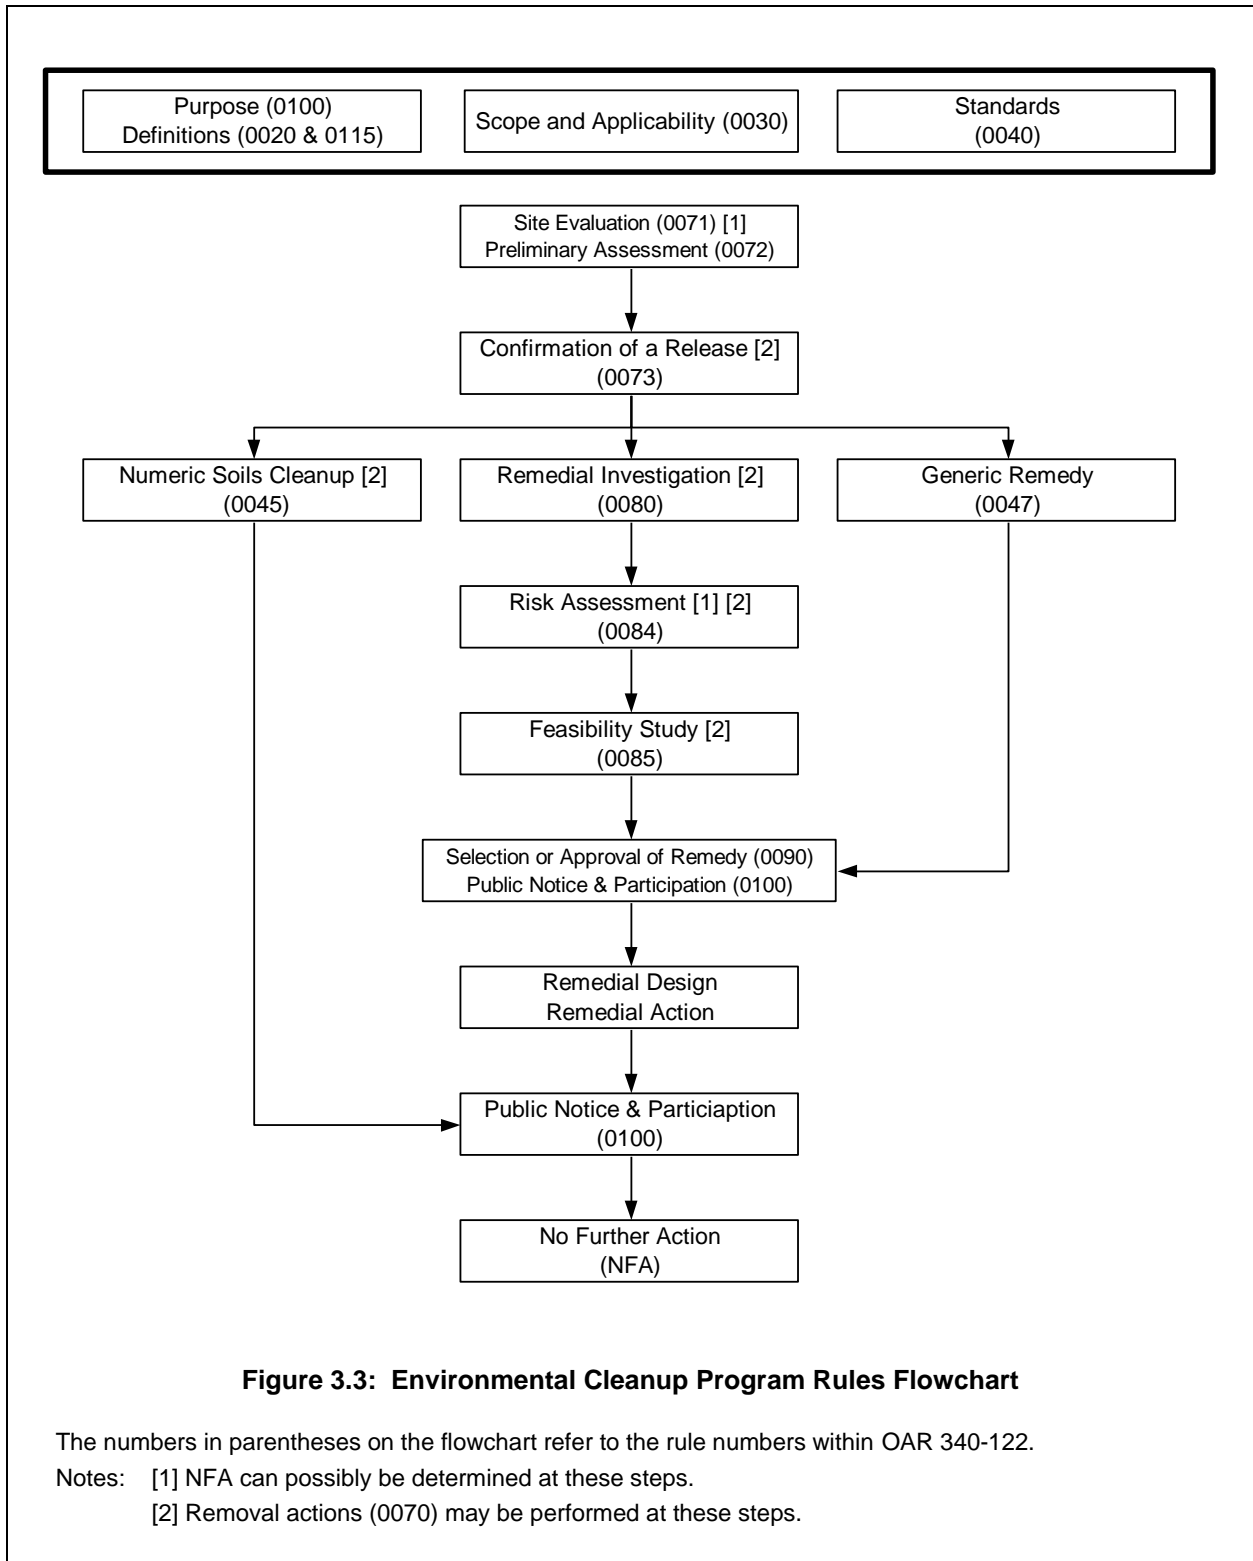 Purpose (0100)
Definitions (0020 & 0115)
Scope and Applicability (0030)
Standards
(0040)
Site Evaluation (0071) [1]
Preliminary Assessment (0072)
Confirmation of a Release [2]
(0073)
Numeric Soils Cleanup [2]
(0045)
Remedial Investigation [2]
(0080)
Generic Remedy
(0047)
Risk Assessment [1] [2]
(0084)
Feasibility Study [2]
(0085)
Selection or Approval of Remedy (0090)
Public Notice & Participation (0100)
Remedial Design
Remedial Action
Public Notice & Particiaption
(0100)
No Further Action
(NFA)
Figure 3.3:  Environmental Cleanup Program Rules Flowchart
The numbers in parentheses on the flowchart refer to the rule numbers within OAR 340-122.
Notes: [1] NFA can possibly be determined at these steps.
[2] Removal actions (0070) may be performed at these steps.